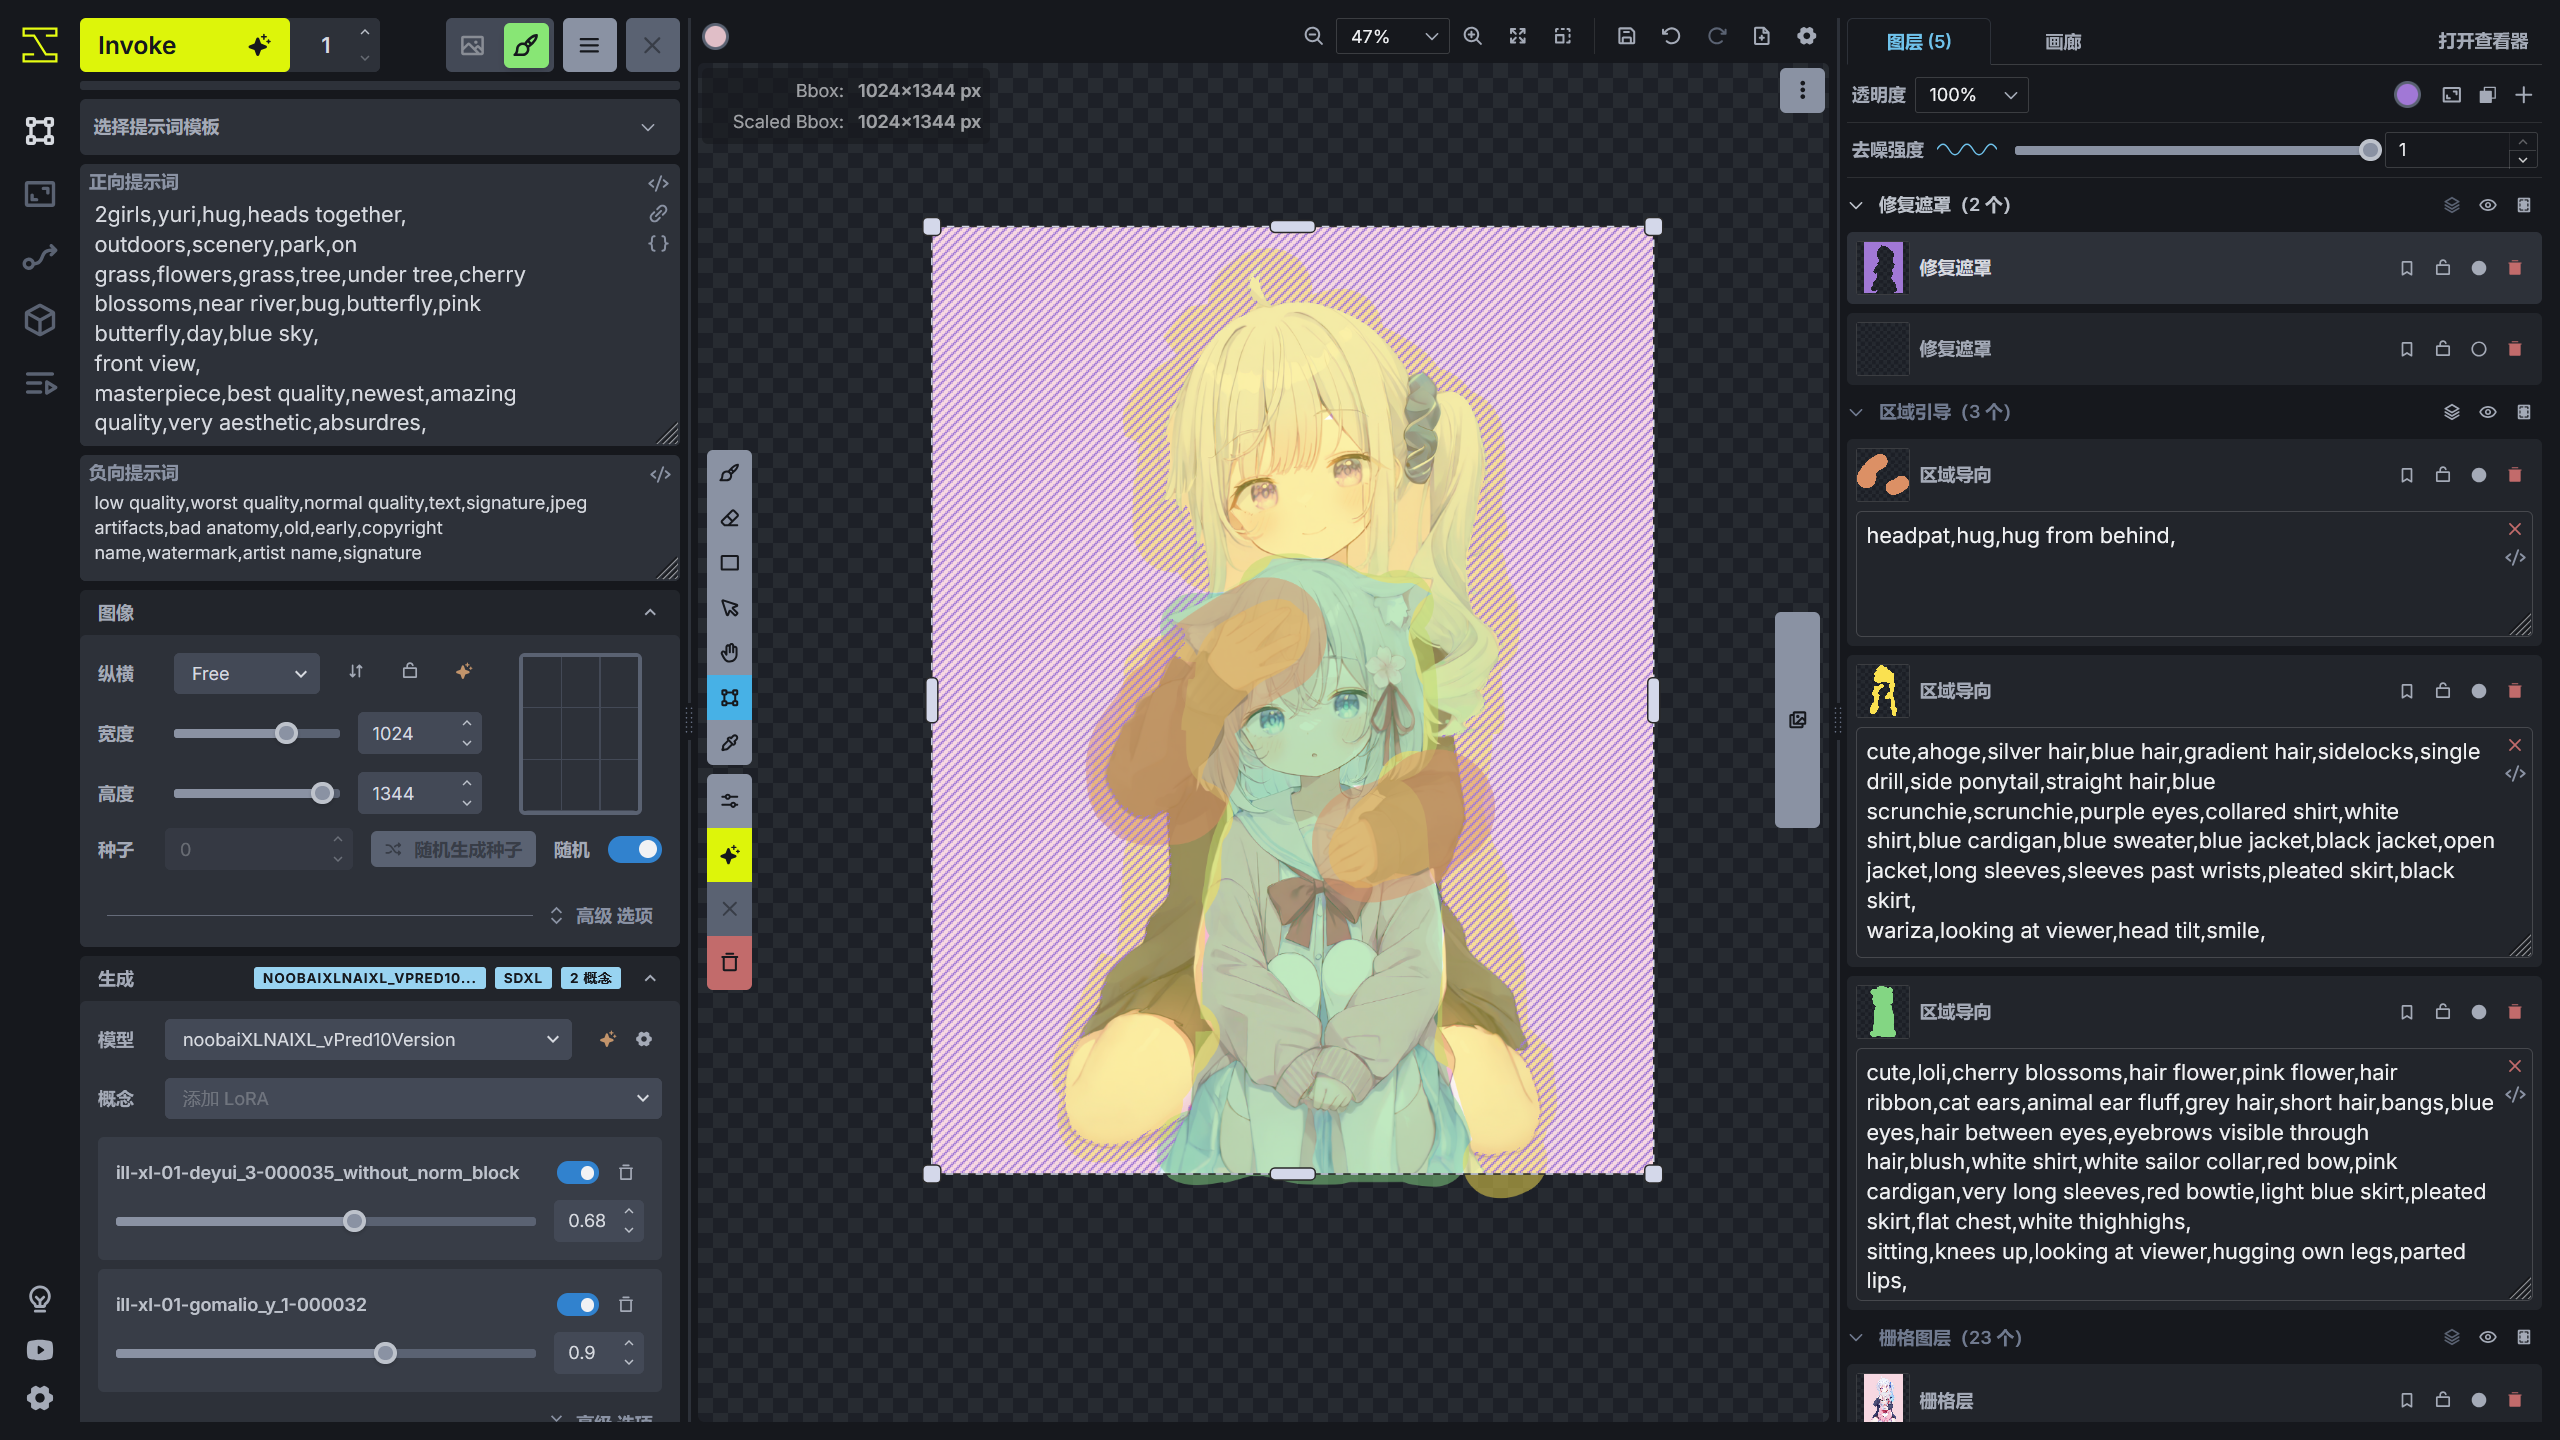 Invoke
1
选择提示词模板
正向提示词
2girls,yuri,hug,heads together,
outdoors,scenery,park,on
grass,flowers,grass,tree,under tree,cherry
blossoms,near river,bug,butterfly,pink
butterfly,day,blue sky,
front view,
masterpiece,best quality,newest,amazing
quality,very aesthetic,absurdres,
负向提示词
low quality,worst quality,normal quality,text,signature,jpeg
artifacts,bad anatomy,old,early,copyright
name,watermark,artist name,signature
图像
纵横
Free
宽度
1024
高度
1344
种子
0
随机生成种子
随机
高级 选项
生成
NOOBAIXLNAIXL_VPRED10...
SDXL
2 概念
模型
noobaiXLNAIXL_vPred10Version
概念
添加 LoRA
ill-xl-01-deyui_3-000035_without_norm_block
0.68
ill-xl-01-gomalio_y_1-000032
0.9
高级 选项
47%
Bbox: 1024×1344 px
Scaled Bbox: 1024×1344 px
图层 (5)
画廊
打开查看器
透明度
100%
去噪强度
1
修复遮罩 (2 个)
修复遮罩
修复遮罩
区域引导 (3 个)
区域导向
headpat,hug,hug from behind,
区域导向
cute,ahoge,silver hair,blue hair,gradient hair,sidelocks,single
drill,side ponytail,straight hair,blue
scrunchie,scrunchie,purple eyes,collared shirt,white
shirt,blue cardigan,blue sweater,blue jacket,black jacket,open
jacket,long sleeves,sleeves past wrists,pleated skirt,black
skirt,
wariza,looking at viewer,head tilt,smile,
区域导向
cute,loli,cherry blossoms,hair flower,pink flower,hair
ribbon,cat ears,animal ear fluff,grey hair,short hair,bangs,blue
eyes,hair between eyes,eyebrows visible through
hair,blush,white shirt,white sailor collar,red bow,pink
cardigan,very long sleeves,red bowtie,light blue skirt,pleated
skirt,flat chest,white thighhighs,
sitting,knees up,looking at viewer,hugging own legs,parted
lips,
栅格图层 (23 个)
栅格层